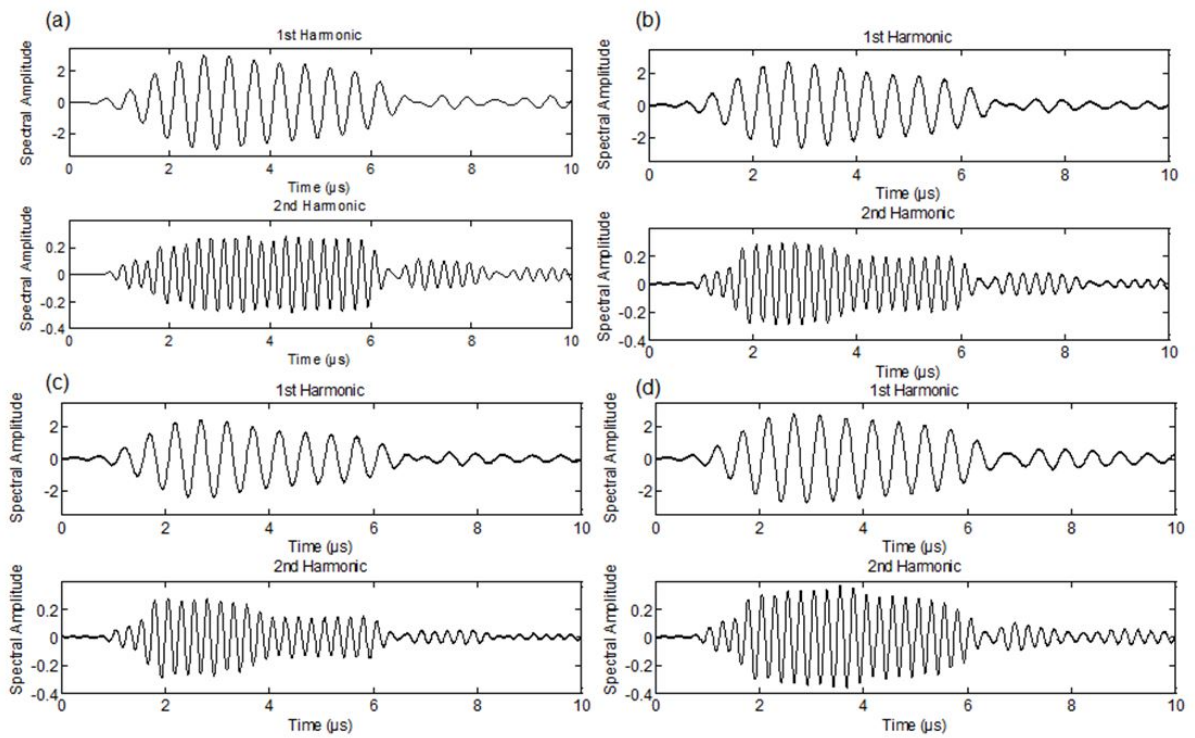 (a)
1st Harmonic
Spectral Amplitude
2
0
-2
0 2 4 6 8 10
Time (µs)
2nd Harmonic
Spectral Amplitude
0.2
0
-0.2
-0.4
0 2 4 6 8 10
Time (µs)
(b)
1st Harmonic
Spectral Amplitude
2
0
-2
0 2 4 6 8 10
Time (µs)
2nd Harmonic
Spectral Amplitude
0.2
0
-0.2
-0.4
0 2 4 6 8 10
Time (µs)
(c)
1st Harmonic
Spectral Amplitude
2
0
-2
0 2 4 6 8 10
Time (µs)
2nd Harmonic
Spectral Amplitude
0.2
0
-0.2
-0.4
0 2 4 6 8 10
Time (µs)
(d)
1st Harmonic
Spectral Amplitude
2
0
-2
0 2 4 6 8 10
Time (µs)
2nd Harmonic
Spectral Amplitude
0.2
0
-0.2
-0.4
0 2 4 6 8 10
Time (µs)